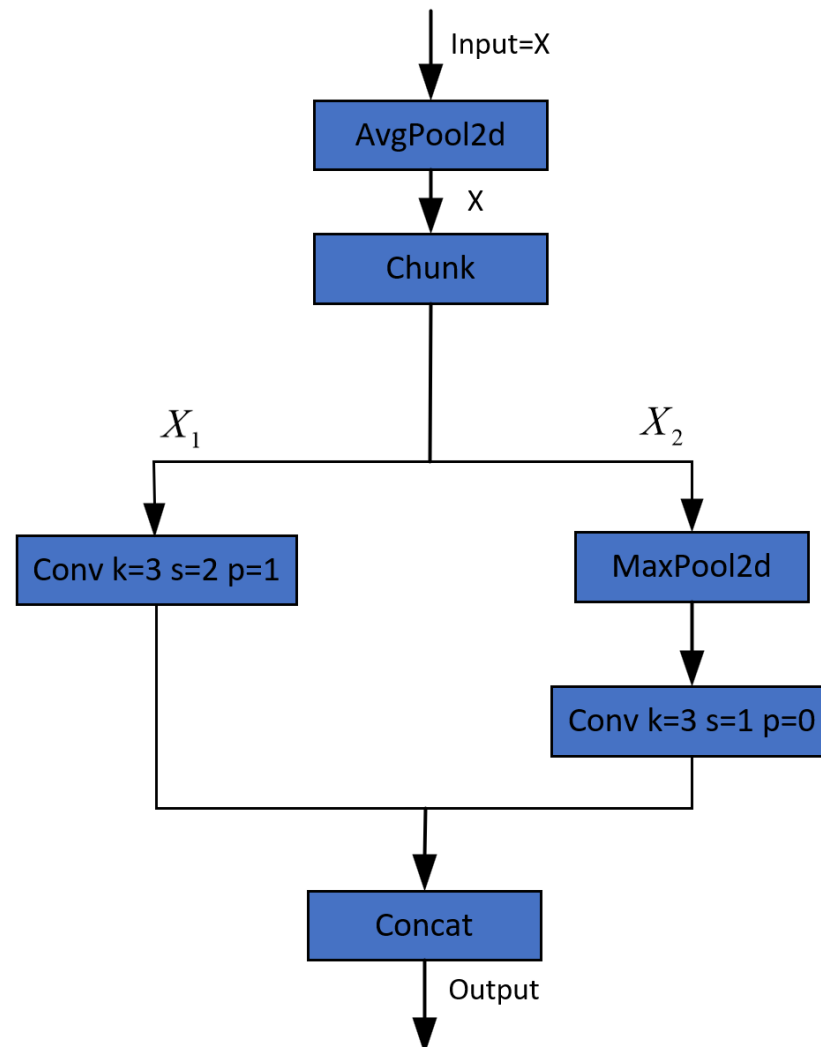 Input=X
AvgPool2d
X
Chunk
X₁
X₂
Conv k=3 s=2 p=1
MaxPool2d
Conv k=3 s=1 p=0
Concat
Output